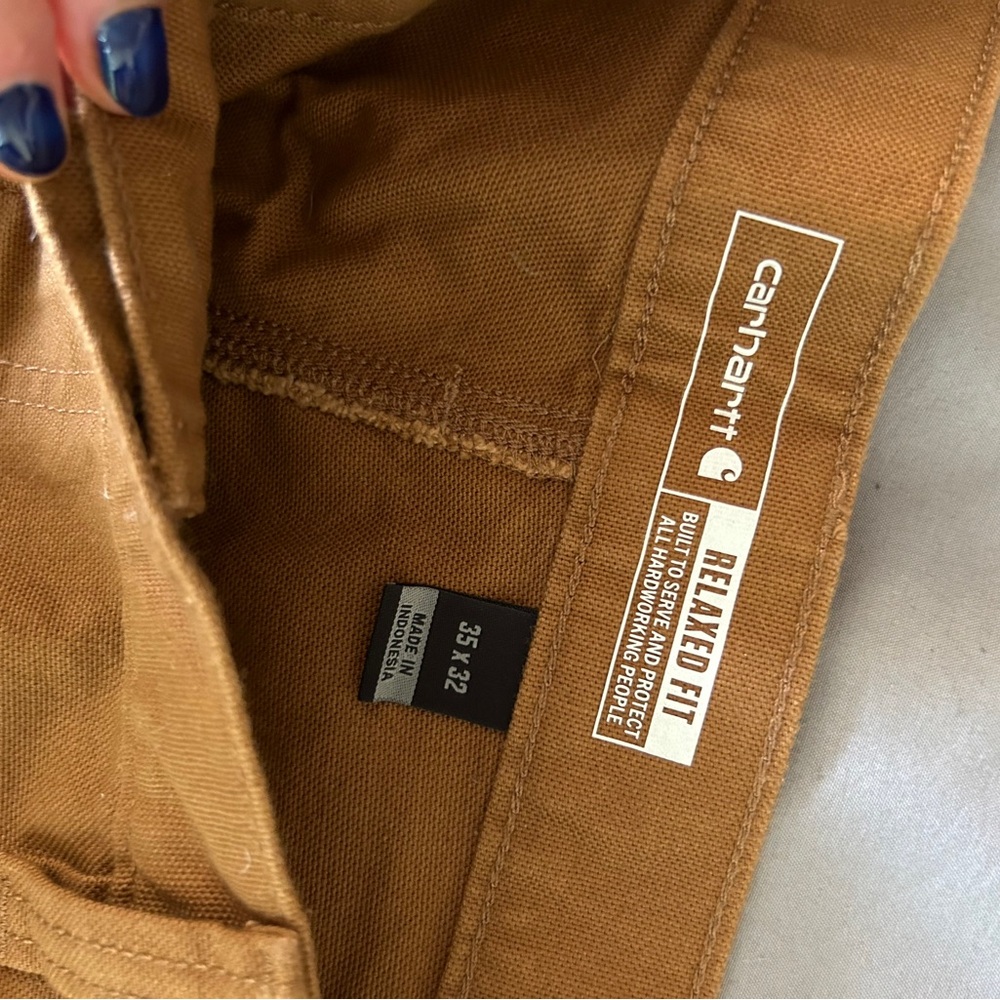 carhartt
RELAXED FIT
BUILT TO SERVE AND PROTECT
ALL HARDWORKING PEOPLE
35 X 32
MADE IN
INDONESIA